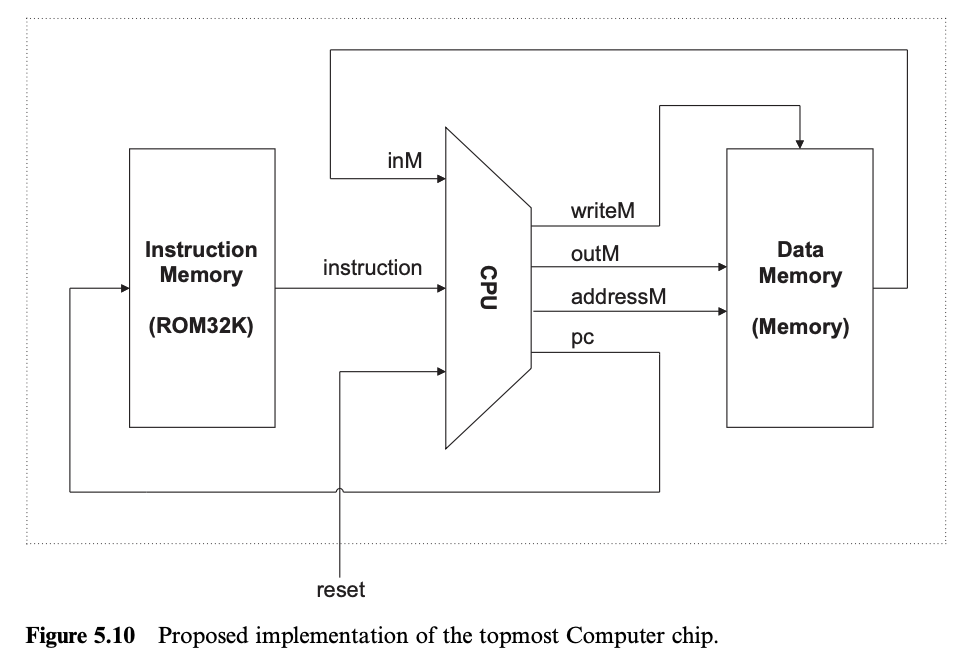 inM
writeM
Instruction
Memory
(ROM32K)
instruction
CPU
outM
addressM
pc
Data
Memory
(Memory)
reset
Figure 5.10 Proposed implementation of the topmost Computer chip.